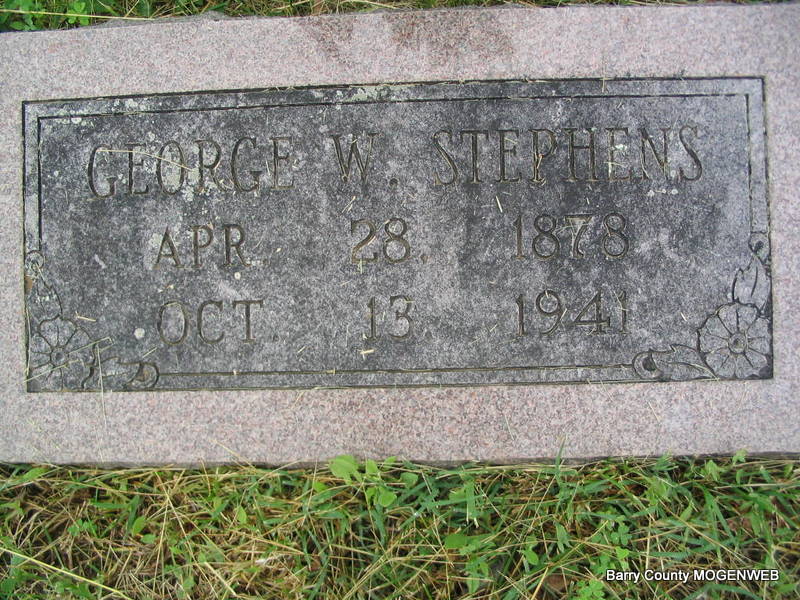 GEORGE W. STEPHENS
APR. 28. 1878
OCT. 13. 1941
Barry County MOGENWEB